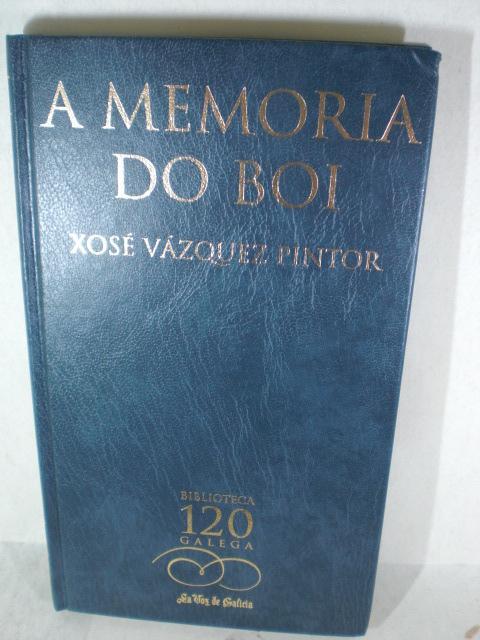 A MEMORIA
DO BOI
XOSÉ VÁZQUEZ PINTOR
BIBLIOTECA
120
GALEGA
La Voz de Galicia